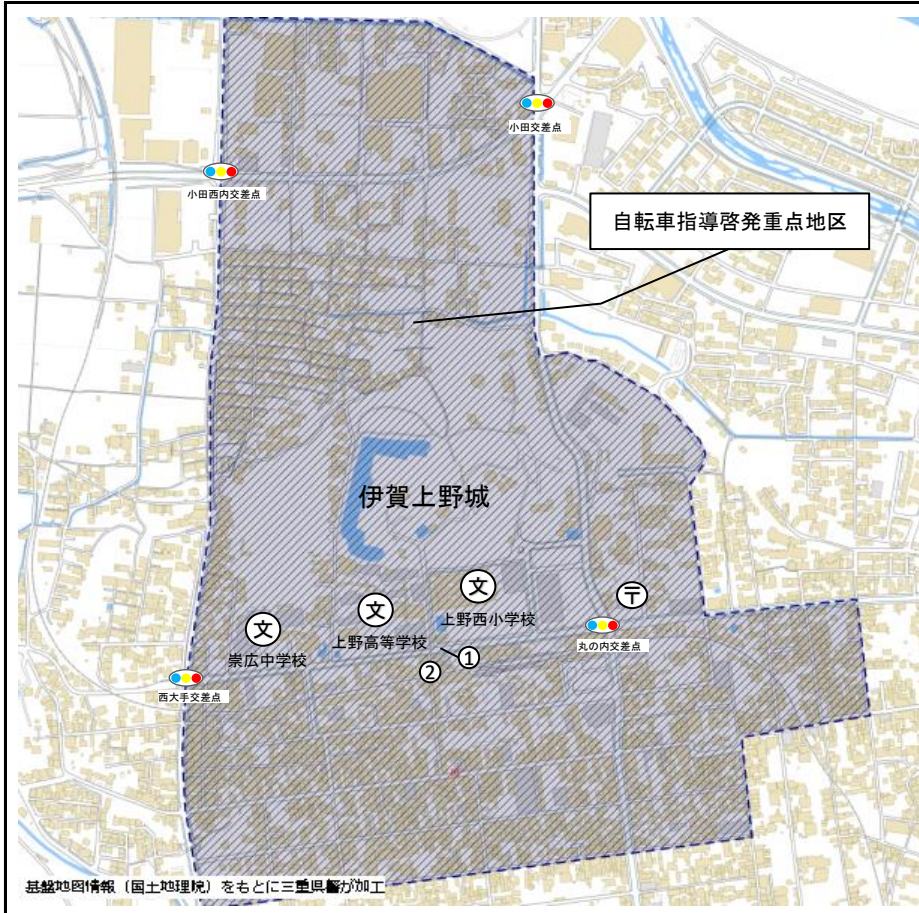 小田交差点
小田西内交差点
自転車指導啓発重点地区
伊賀上野城
文
文
文
〒
上野西小学校
上野高等学校
崇広中学校
丸の内交差点
①
②
西大手交差点
基盤地図情報（国土地理院）をもとに三重県警が加工